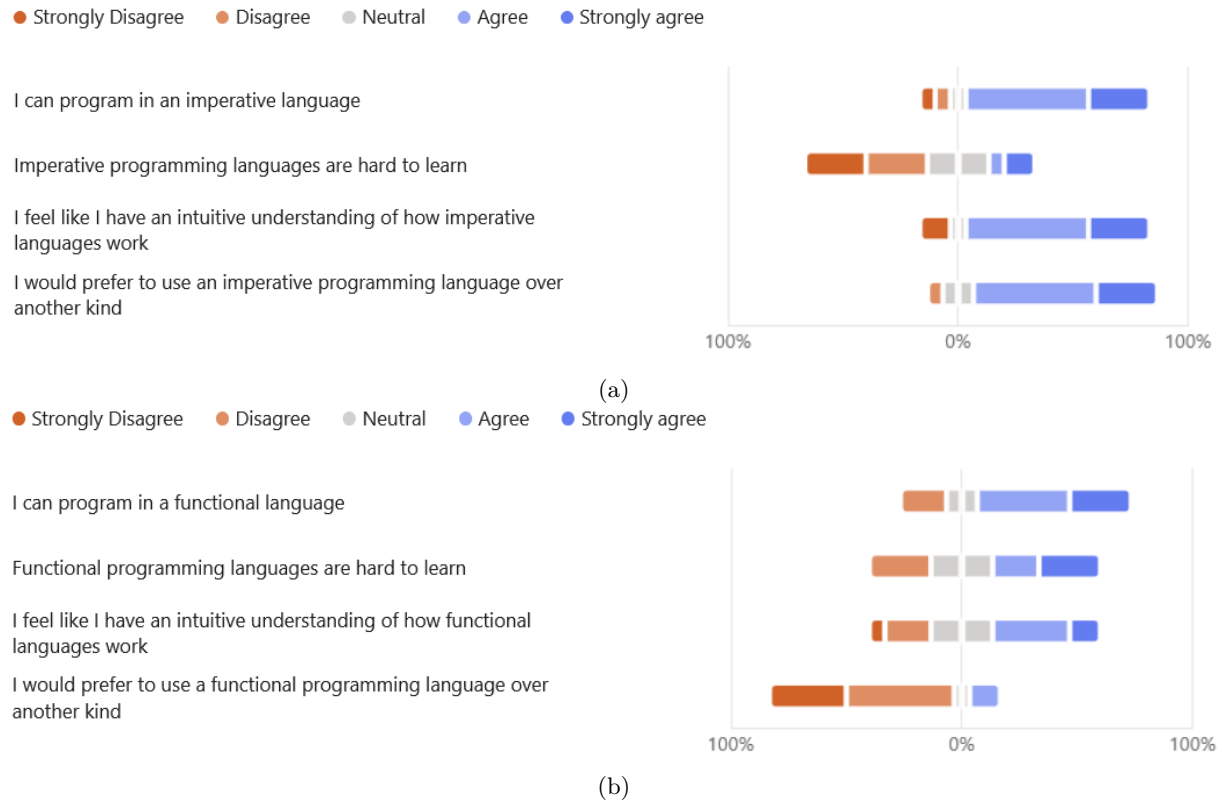 Strongly Disagree Disagree Neutral Agree Strongly agree
I can program in an imperative language
Imperative programming languages are hard to learn
I feel like I have an intuitive understanding of how imperative
languages work
I would prefer to use an imperative programming language over
another kind
100% 0% 100%
(a)
Strongly Disagree Disagree Neutral Agree Strongly agree
I can program in a functional language
Functional programming languages are hard to learn
I feel like I have an intuitive understanding of how functional
languages work
I would prefer to use a functional programming language over
another kind
100% 0% 100%
(b)